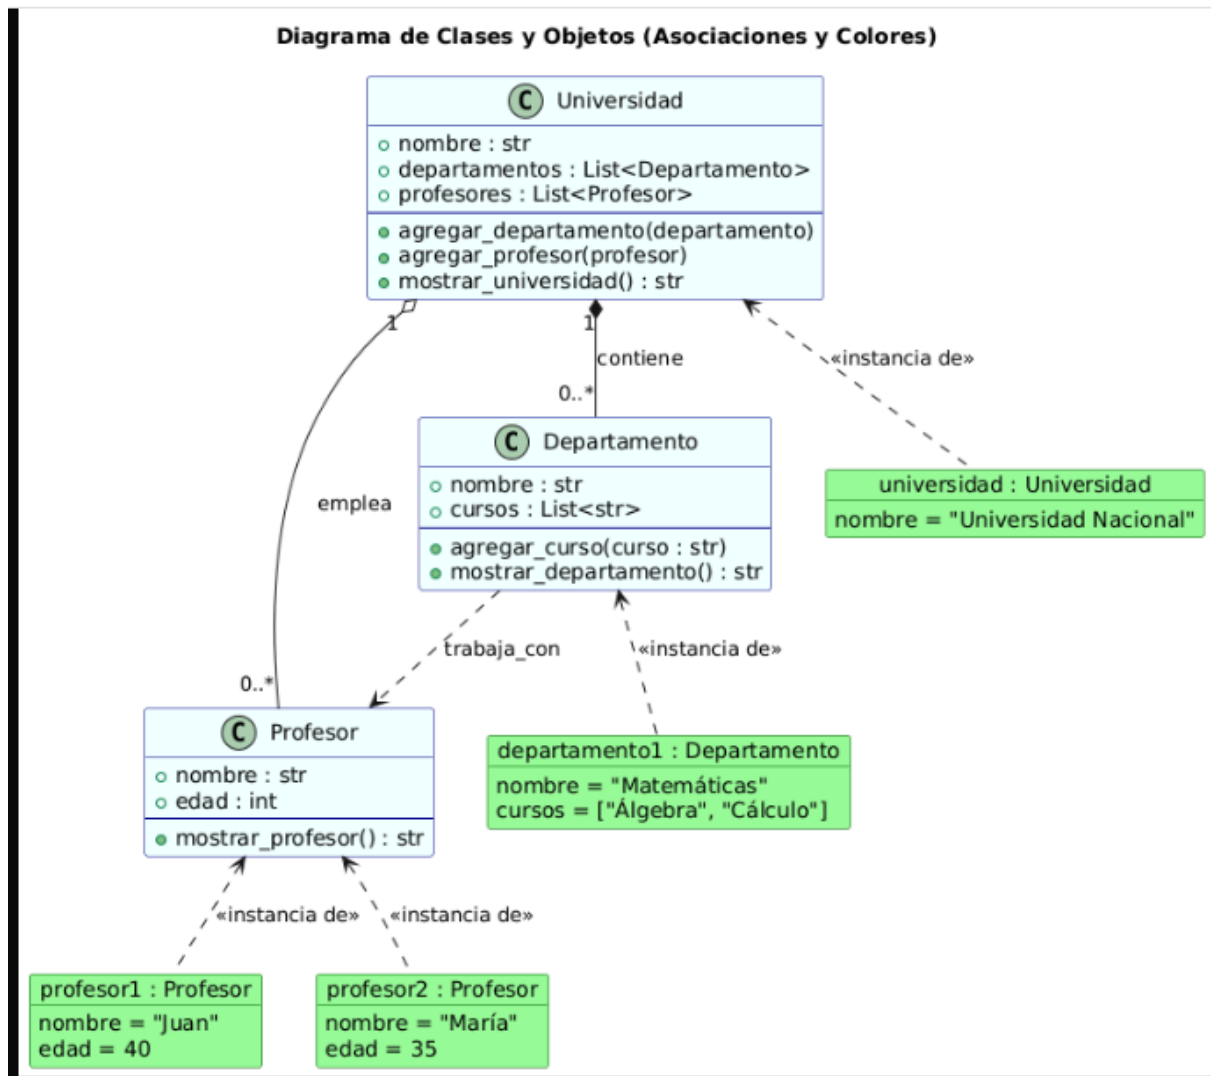 Diagrama de Clases y Objetos (Asociaciones y Colores)
C Universidad
nombre : str
departamentos : List<Departamento>
profesores : List<Profesor>
agregar_departamento(departamento)
agregar_profesor(profesor)
mostrar_universidad() : str
1
1
contiene
«instancia de»
0..*
C Departamento
nombre : str
cursos : List<str>
agregar_curso(curso : str)
mostrar_departamento() : str
universidad : Universidad
nombre = "Universidad Nacional"
emplea
trabaja_con
«instancia de»
0..*
C Profesor
nombre : str
edad : int
mostrar_profesor() : str
departamento1 : Departamento
nombre = "Matemáticas"
cursos = ["Álgebra", "Cálculo"]
«instancia de»
«instancia de»
profesor1 : Profesor
nombre = "Juan"
edad = 40
profesor2 : Profesor
nombre = "María"
edad = 35